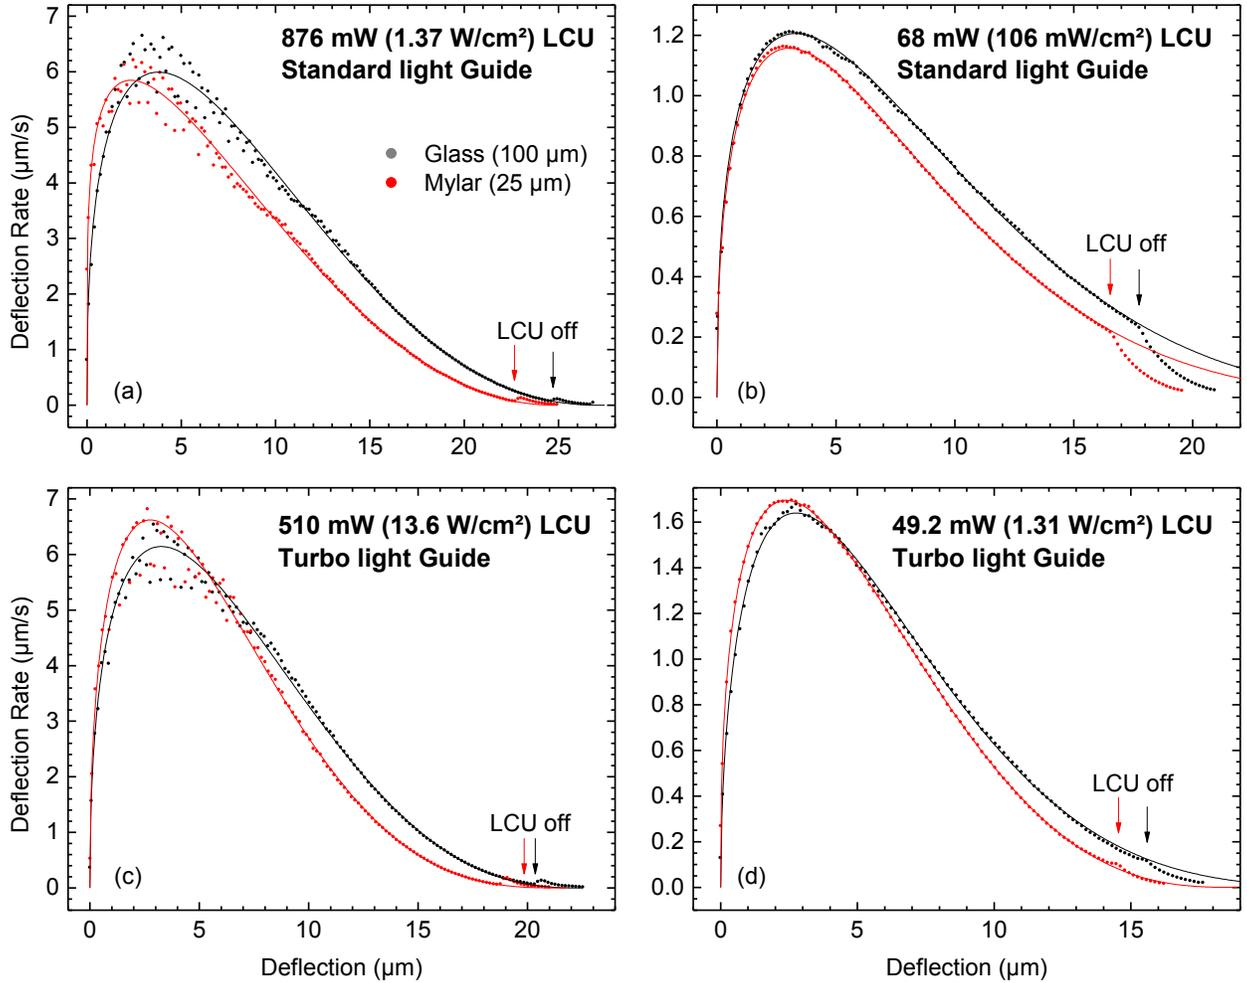 876 mW (1.37 W/cm²) LCU
Standard light Guide
Glass (100 µm)
Mylar (25 µm)
LCU off
(a)
Deflection Rate (µm/s)
0
1
2
3
4
5
6
7
0 5 10 15 20 25
68 mW (106 mW/cm²) LCU
Standard light Guide
LCU off
(b)
0.0
0.2
0.4
0.6
0.8
1.0
1.2
0 5 10 15 20
510 mW (13.6 W/cm²) LCU
Turbo light Guide
LCU off
(c)
Deflection Rate (µm/s)
0
1
2
3
4
5
6
7
0 5 10 15 20
Deflection (µm)
49.2 mW (1.31 W/cm²) LCU
Turbo light Guide
LCU off
(d)
0.0
0.2
0.4
0.6
0.8
1.0
1.2
1.4
1.6
0 5 10 15
Deflection (µm)